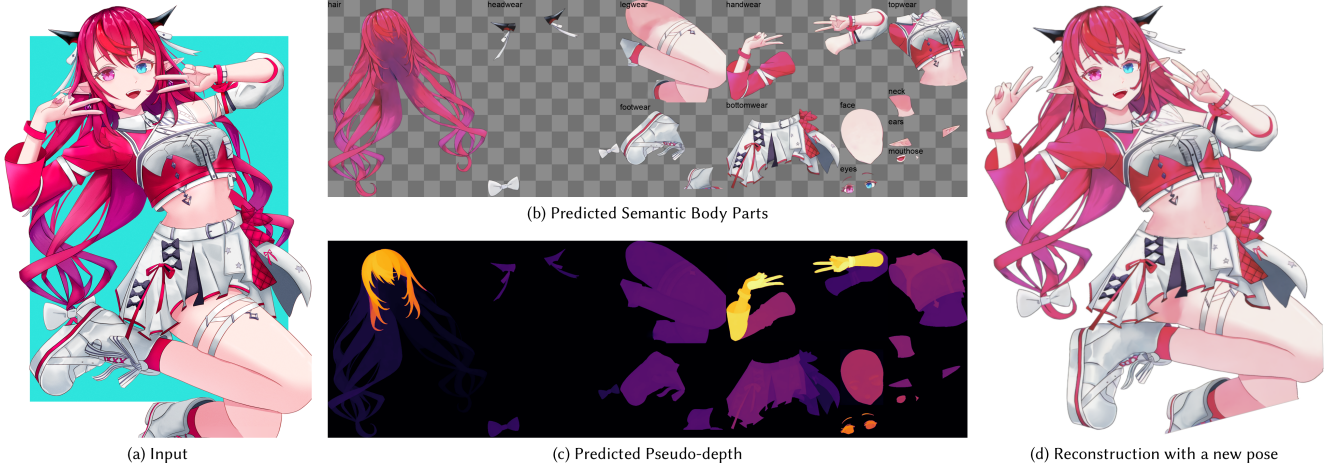 hair
headwear
legwear
handwear
topwear
footwear
bottomwear
face
neck
ears
mouthose
eyes
(b) Predicted Semantic Body Parts
(a) Input
(c) Predicted Pseudo-depth
(d) Reconstruction with a new pose